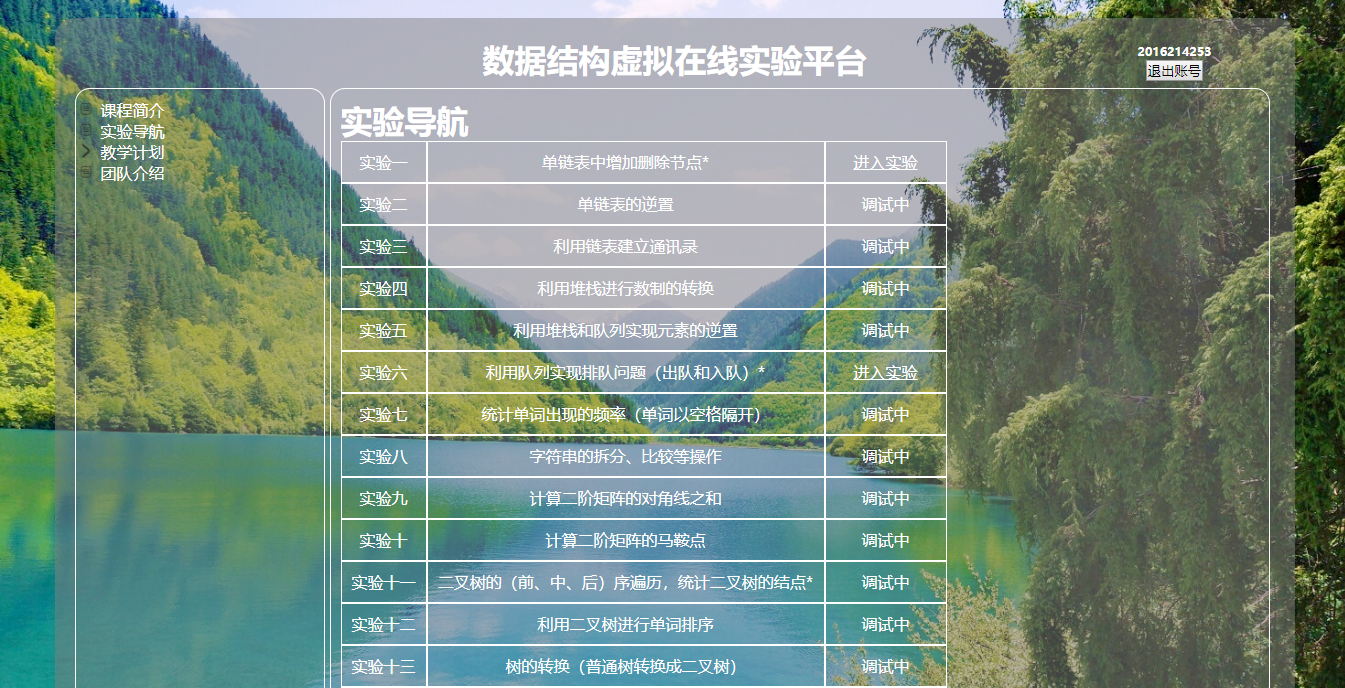 数据结构虚拟在线实验平台
2016214253
退出账号
课程简介
实验导航
教学计划
团队介绍
实验导航
实验一 单链表中增加删除节点* 进入实验
实验二 单链表的逆置 调试中
实验三 利用链表建立通讯录 调试中
实验四 利用堆栈进行数制的转换 调试中
实验五 利用堆栈和队列实现元素的逆置 调试中
实验六 利用队列实现排队问题（出队和入队）* 进入实验
实验七 统计单词出现的频率（单词以空格隔开） 调试中
实验八 字符串的拆分、比较等操作 调试中
实验九 计算二阶矩阵的对角线之和 调试中
实验十 计算二阶矩阵的马鞍点 调试中
实验十一 二叉树的（前、中、后）序遍历，统计二叉树的结点* 调试中
实验十二 利用二叉树进行单词排序 调试中
实验十三 树的转换（普通树转换成二叉树） 调试中